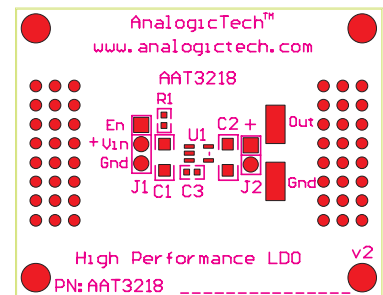 AnalogicTech™
www.analogictech.com
AAT3218
R1
En
U1
C2 +
Out
+ Vin
Gnd
Gnd
J1 C1 C3 J2
High Performance LDO
v2
PN: AAT3218 _______________